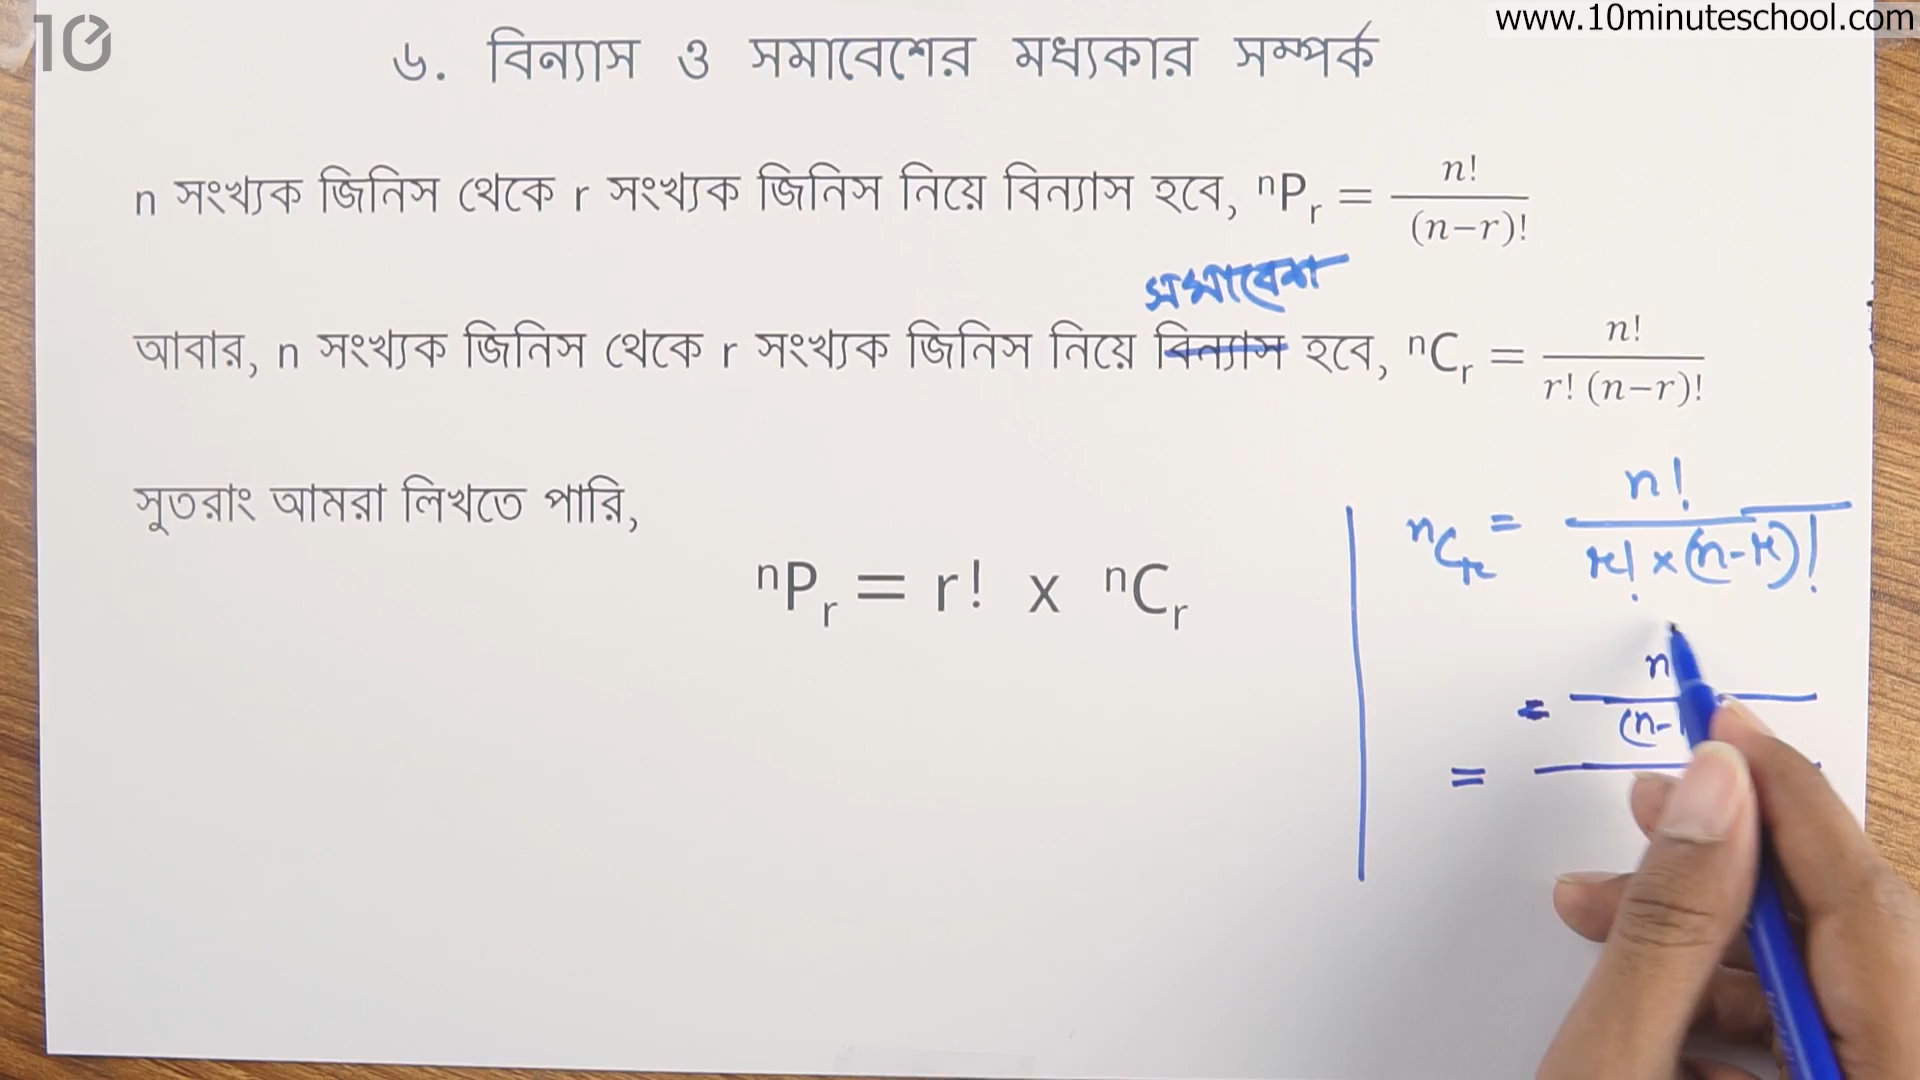 10
www.10minuteschool.com
৬. বিন্যাস ও সমাবেশের মধ্যকার সম্পর্ক
n সংখ্যক জিনিস থেকে r সংখ্যক জিনিস নিয়ে বিন্যাস হবে, ⁿPᵣ = n! / (n−r)!
সমাবেশ
আবার, n সংখ্যক জিনিস থেকে r সংখ্যক জিনিস নিয়ে বিন্যাস হবে, ⁿCᵣ = n! / r! (n−r)!
সুতরাং আমরা লিখতে পারি,
ⁿPᵣ = r! x ⁿCᵣ
ⁿCᵣ = n! / r! × (n-r)!
= n / (n-
=